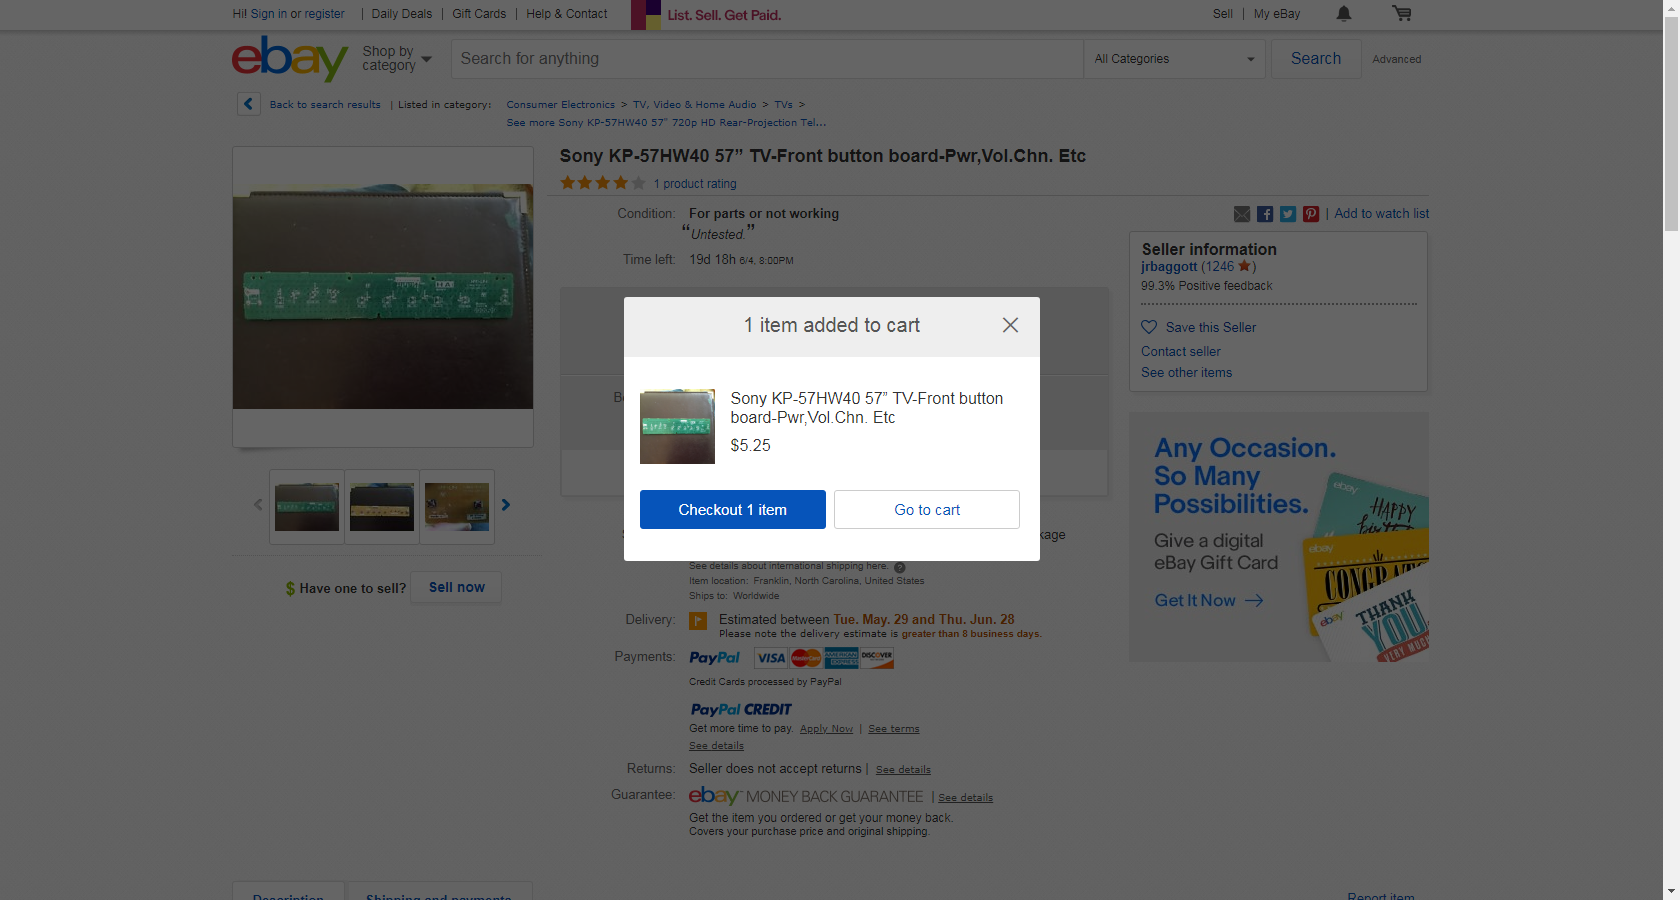 Hi! Sign in or register | Daily Deals | Gift Cards | Help & Contact
List. Sell. Get Paid.
Sell | My eBay
ebay
Shop by
category
Search for anything
All Categories
Search
Advanced
Back to search results | Listed in category:
Consumer Electronics > TV, Video & Home Audio > TVs >
See more Sony KP-57HW40 57" 720p HD Rear-Projection Tel...
Sony KP-57HW40 57” TV-Front button board-Pwr,Vol.Chn. Etc
1 product rating
Condition: For parts or not working
“Untested.”
Time left: 19d 18h 6/4, 8:00PM
| Add to watch list
Seller information
jrbaggott (1246 ★)
99.3% Positive feedback
Save this Seller
Contact seller
See other items
1 item added to cart
Sony KP-57HW40 57” TV-Front button
board-Pwr,Vol.Chn. Etc
$5.25
Checkout 1 item
Go to cart
See details about international shipping here. ?
Item location: Franklin, North Carolina, United States
Ships to: Worldwide
Delivery: Estimated between Tue. May. 29 and Thu. Jun. 28
Please note the delivery estimate is greater than 8 business days.
Payments: PayPal VISA MasterCard AMERICAN EXPRESS DISCOVER
Credit Cards processed by PayPal
PayPal CREDIT
Get more time to pay. Apply Now | See terms
See details
Returns: Seller does not accept returns | See details
Guarantee: ebay MONEY BACK GUARANTEE | See details
Get the item you ordered or get your money back.
Covers your purchase price and original shipping.
$ Have one to sell? Sell now
Any Occasion.
So Many
Possibilities.
Give a digital
eBay Gift Card
Get It Now
ebay
HAPPY
ebay
ebay
THANK
YOU
VERY MUCH
Description
Shipping and payments
Report item